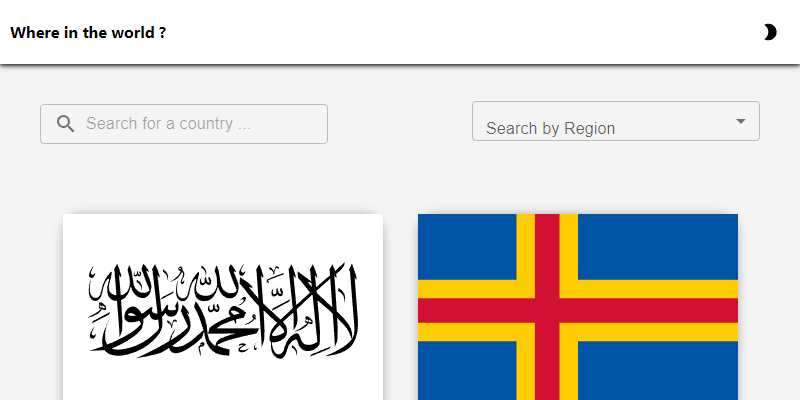 Where in the world ?
Search for a country ...
Search by Region
لا إله إلا الله محمد رسول الله